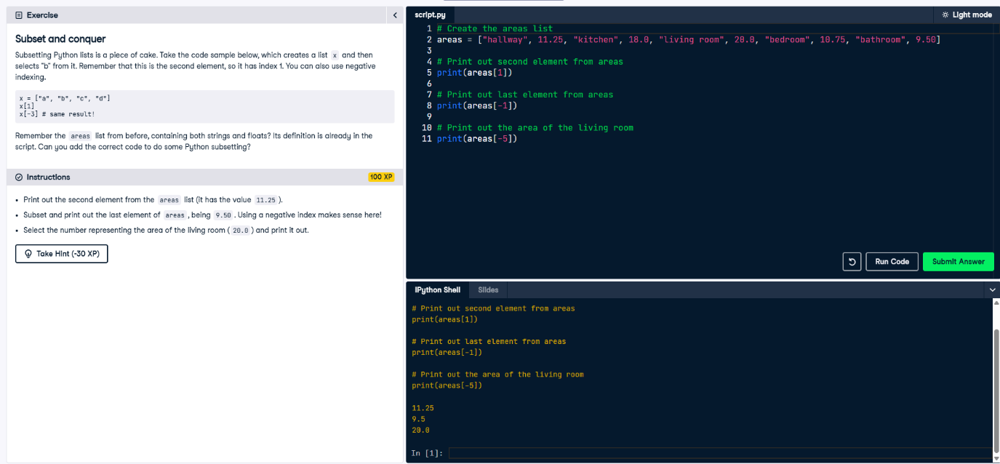 Exercise
Subset and conquer
Subsetting Python lists is a piece of cake. Take the code sample below, which creates a list x and then
selects "b" from it. Remember that this is the second element, so it has index 1. You can also use negative
indexing.
x = ["a", "b", "c", "d"]
x[1]
x[-3] # same result!
Remember the areas list from before, containing both strings and floats? Its definition is already in the
script. Can you add the correct code to do some Python subsetting?
Instructions
100 XP
• Print out the second element from the areas list (it has the value 11.25 ).
• Subset and print out the last element of areas , being 9.50 . Using a negative index makes sense here!
• Select the number representing the area of the living room ( 20.0 ) and print it out.
Take Hint (-30 XP)
script.py
Light mode
1 # Create the areas list
2 areas = ["hallway", 11.25, "kitchen", 18.0, "living room", 20.0, "bedroom", 10.75, "bathroom", 9.50]
3
4 # Print out second element from areas
5 print(areas[1])
6
7 # Print out last element from areas
8 print(areas[-1])
9
10 # Print out the area of the living room
11 print(areas[-5])
Run Code
Submit Answer
IPython Shell
Slides
# Print out second element from areas
print(areas[1])
# Print out last element from areas
print(areas[-1])
# Print out the area of the living room
print(areas[-5])
11.25
9.5
20.0
In [1]: